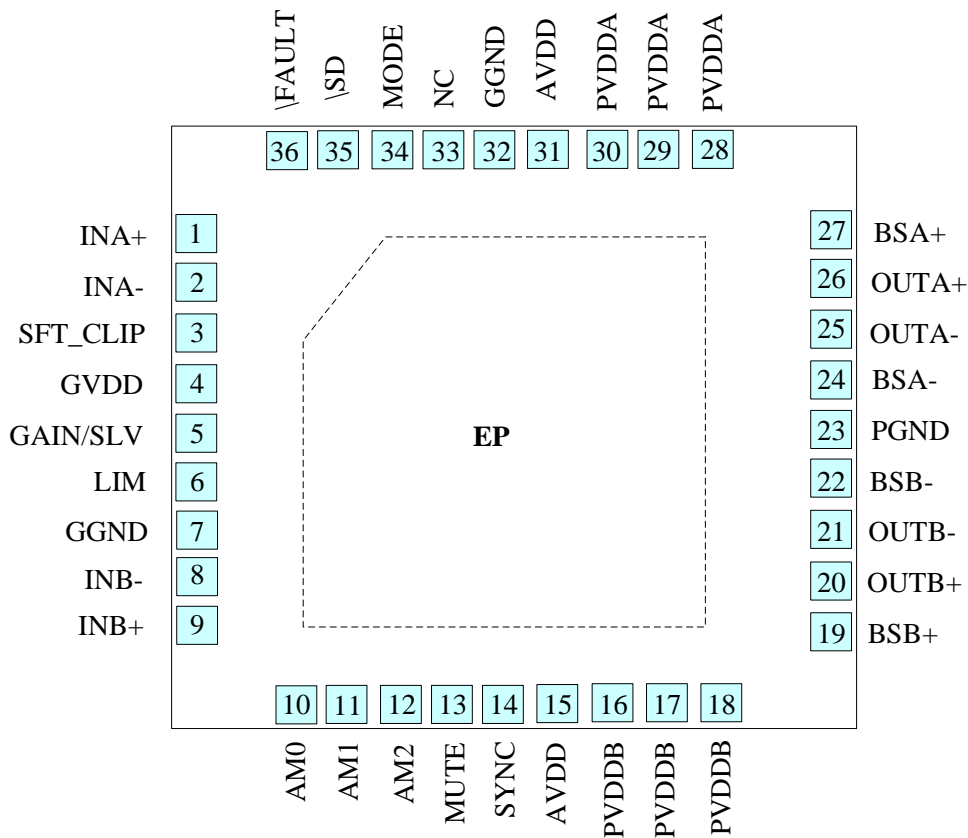 \FAULT
\SD
MODE
NC
GGND
AVDD
PVDDA
PVDDA
PVDDA
36 35 34 33 32 31 30 29 28
INA+ 1
INA- 2
SFT_CLIP 3
GVDD 4
GAIN/SLV 5
LIM 6
GGND 7
INB- 8
INB+ 9
EP
27 BSA+
26 OUTA+
25 OUTA-
24 BSA-
23 PGND
22 BSB-
21 OUTB-
20 OUTB+
19 BSB+
10 11 12 13 14 15 16 17 18
AM0
AM1
AM2
MUTE
SYNC
AVDD
PVDDB
PVDDB
PVDDB